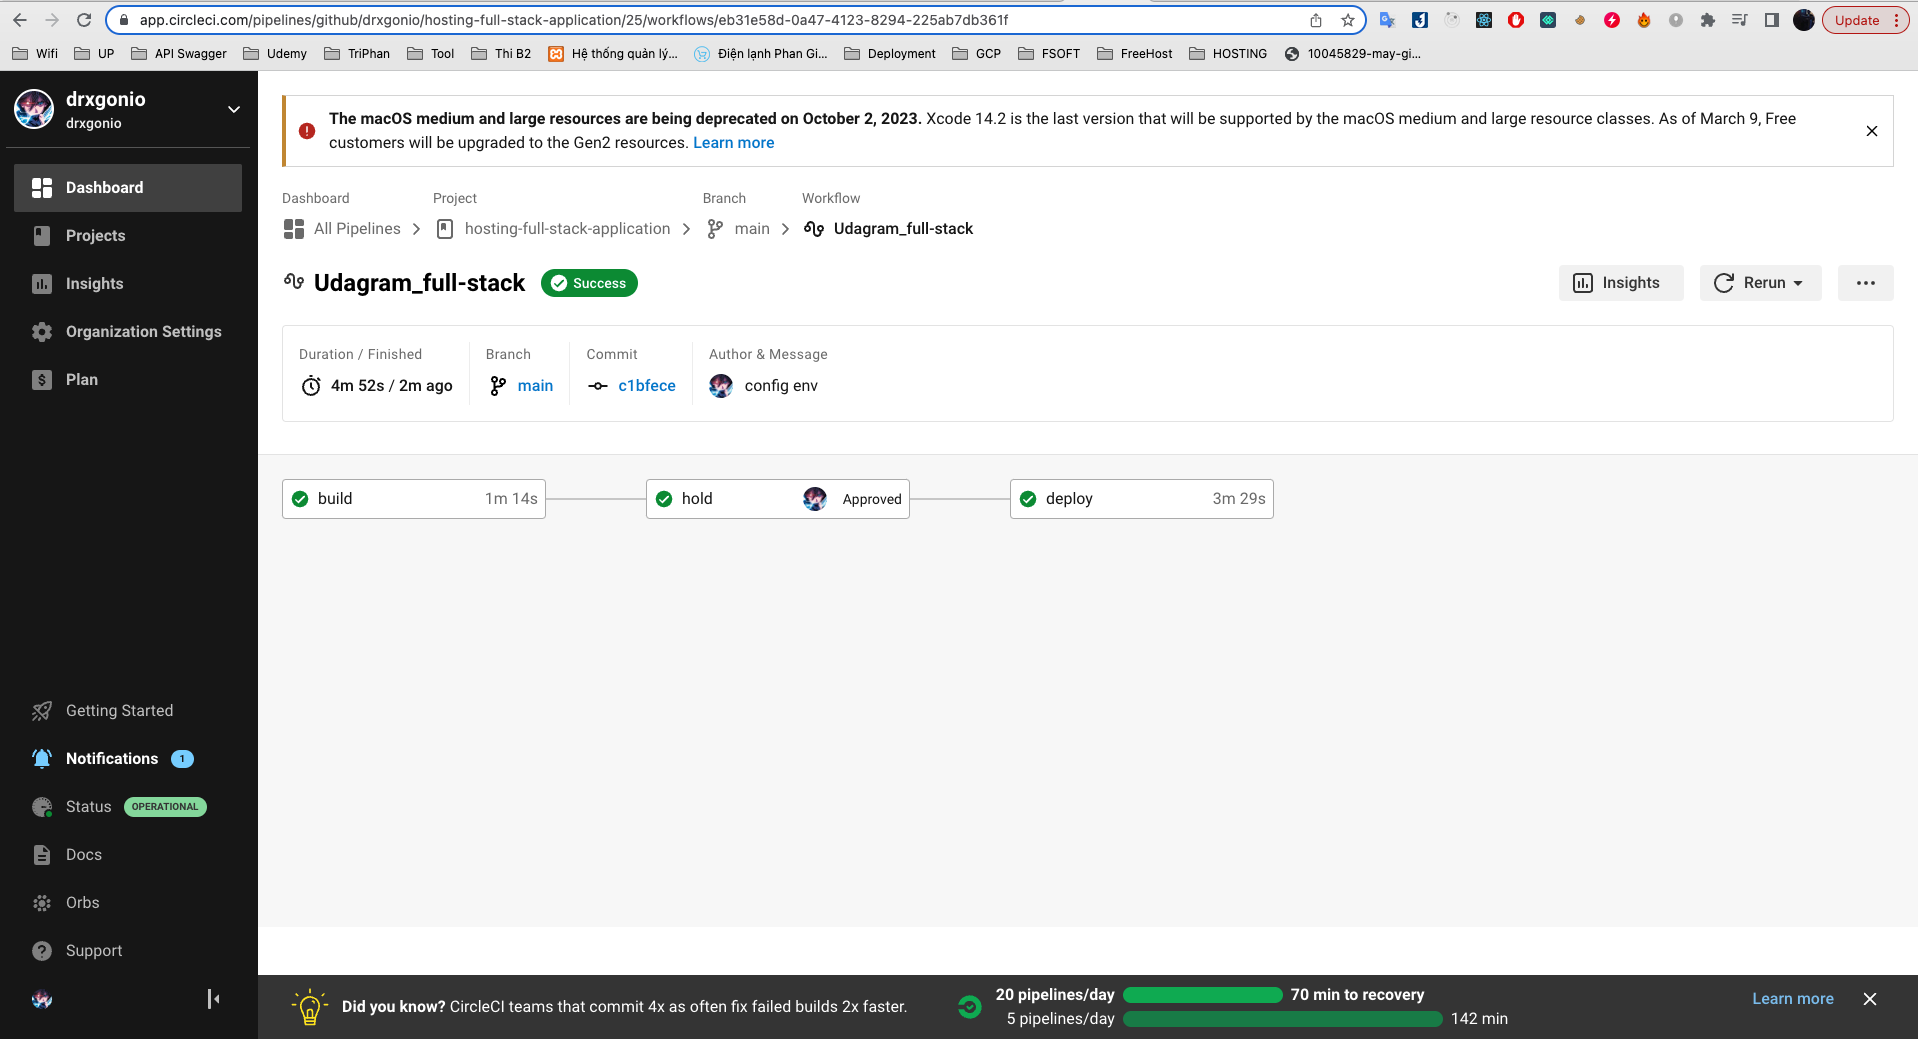 app.circleci.com/pipelines/github/drxgonio/hosting-full-stack-application/25/workflows/eb31e58d-0a47-4123-8294-225ab7db361f
Update
Wifi UP API Swagger Udemy TriPhan Tool Thi B2 Hệ thống quản lý... Điện lạnh Phan Gi... Deployment GCP FSOFT FreeHost HOSTING 10045829-may-gi...
drxgonio
drxgonio
Dashboard
Projects
Insights
Organization Settings
Plan
Getting Started
Notifications 1
Status OPERATIONAL
Docs
Orbs
Support
The macOS medium and large resources are being deprecated on October 2, 2023. Xcode 14.2 is the last version that will be supported by the macOS medium and large resource classes. As of March 9, Free
customers will be upgraded to the Gen2 resources. Learn more
Dashboard Project Branch Workflow
All Pipelines hosting-full-stack-application main Udagram_full-stack
Udagram_full-stack Success Insights Rerun
Duration / Finished Branch Commit Author & Message
4m 52s / 2m ago main c1bfece config env
build 1m 14s hold Approved deploy 3m 29s
Did you know? CircleCI teams that commit 4x as often fix failed builds 2x faster.
20 pipelines/day 70 min to recovery
5 pipelines/day 142 min
Learn more